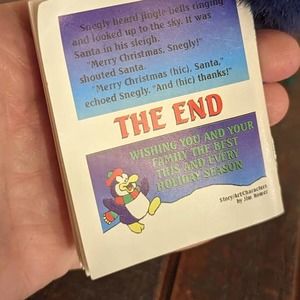 Snegly heard jingle bells ringing
and looked up to the sky. It was
Santa in his sleigh.
"Merry Christmas, Snegly!"
shouted Santa.
"Merry Christmas (hic), Santa,"
echoed Snegly. "And (hic) thanks!"
THE END
WISHING YOU AND YOUR
FAMILY THE BEST
THIS AND EVERY
HOLIDAY SEASON
Story/Art/Characters
by Jim Bower